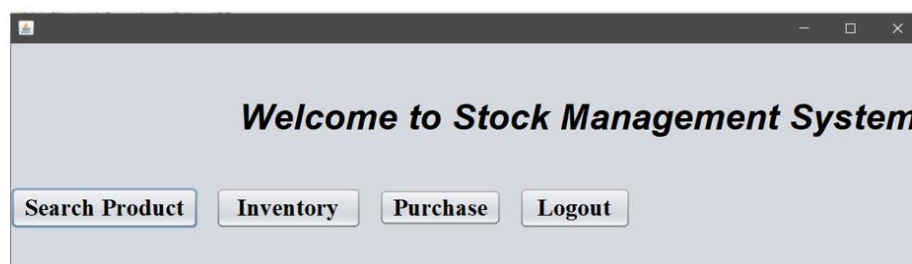 Welcome to Stock Management System
Search Product Inventory Purchase Logout